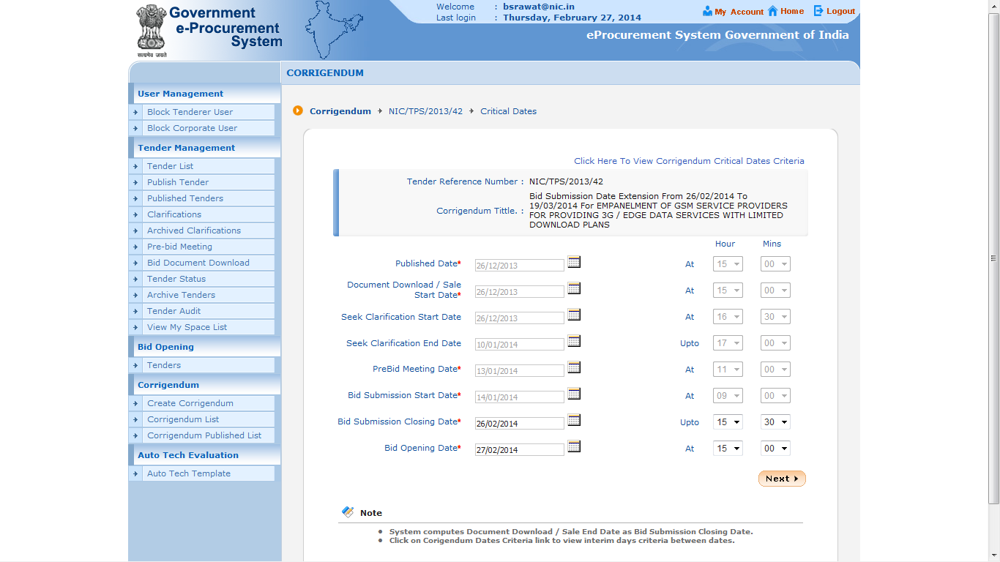 Government
e-Procurement
System
सत्यमेव जयते
Welcome : bsrawat@nic.in
Last login : Thursday, February 27, 2014
My Account Home Logout
eProcurement System Government of India
CORRIGENDUM
User Management
Block Tenderer User
Block Corporate User
Tender Management
Tender List
Publish Tender
Published Tenders
Clarifications
Archived Clarifications
Pre-bid Meeting
Bid Document Download
Tender Status
Archive Tenders
Tender Audit
View My Space List
Bid Opening
Tenders
Corrigendum
Create Corrigendum
Corrigendum List
Corrigendum Published List
Auto Tech Evaluation
Auto Tech Template
Corrigendum NIC/TPS/2013/42 Critical Dates
Click Here To View Corrigendum Critical Dates Criteria
Tender Reference Number : NIC/TPS/2013/42
Corrigendum Tittle. : Bid Submission Date Extension From 26/02/2014 To
19/03/2014 For EMPANELMENT OF GSM SERVICE PROVIDERS
FOR PROVIDING 3G / EDGE DATA SERVICES WITH LIMITED
DOWNLOAD PLANS
Hour Mins
Published Date* 26/12/2013 At 15 00
Document Download / Sale
Start Date* 26/12/2013 At 15 00
Seek Clarification Start Date 26/12/2013 At 16 30
Seek Clarification End Date 10/01/2014 Upto 17 00
PreBid Meeting Date* 13/01/2014 At 11 00
Bid Submission Start Date* 14/01/2014 At 09 00
Bid Submission Closing Date* 26/02/2014 Upto 15 30
Bid Opening Date* 27/02/2014 At 15 00
Next
Note
System computes Document Download / Sale End Date as Bid Submission Closing Date.
Click on Corigendum Dates Criteria link to view interim days criteria between dates.